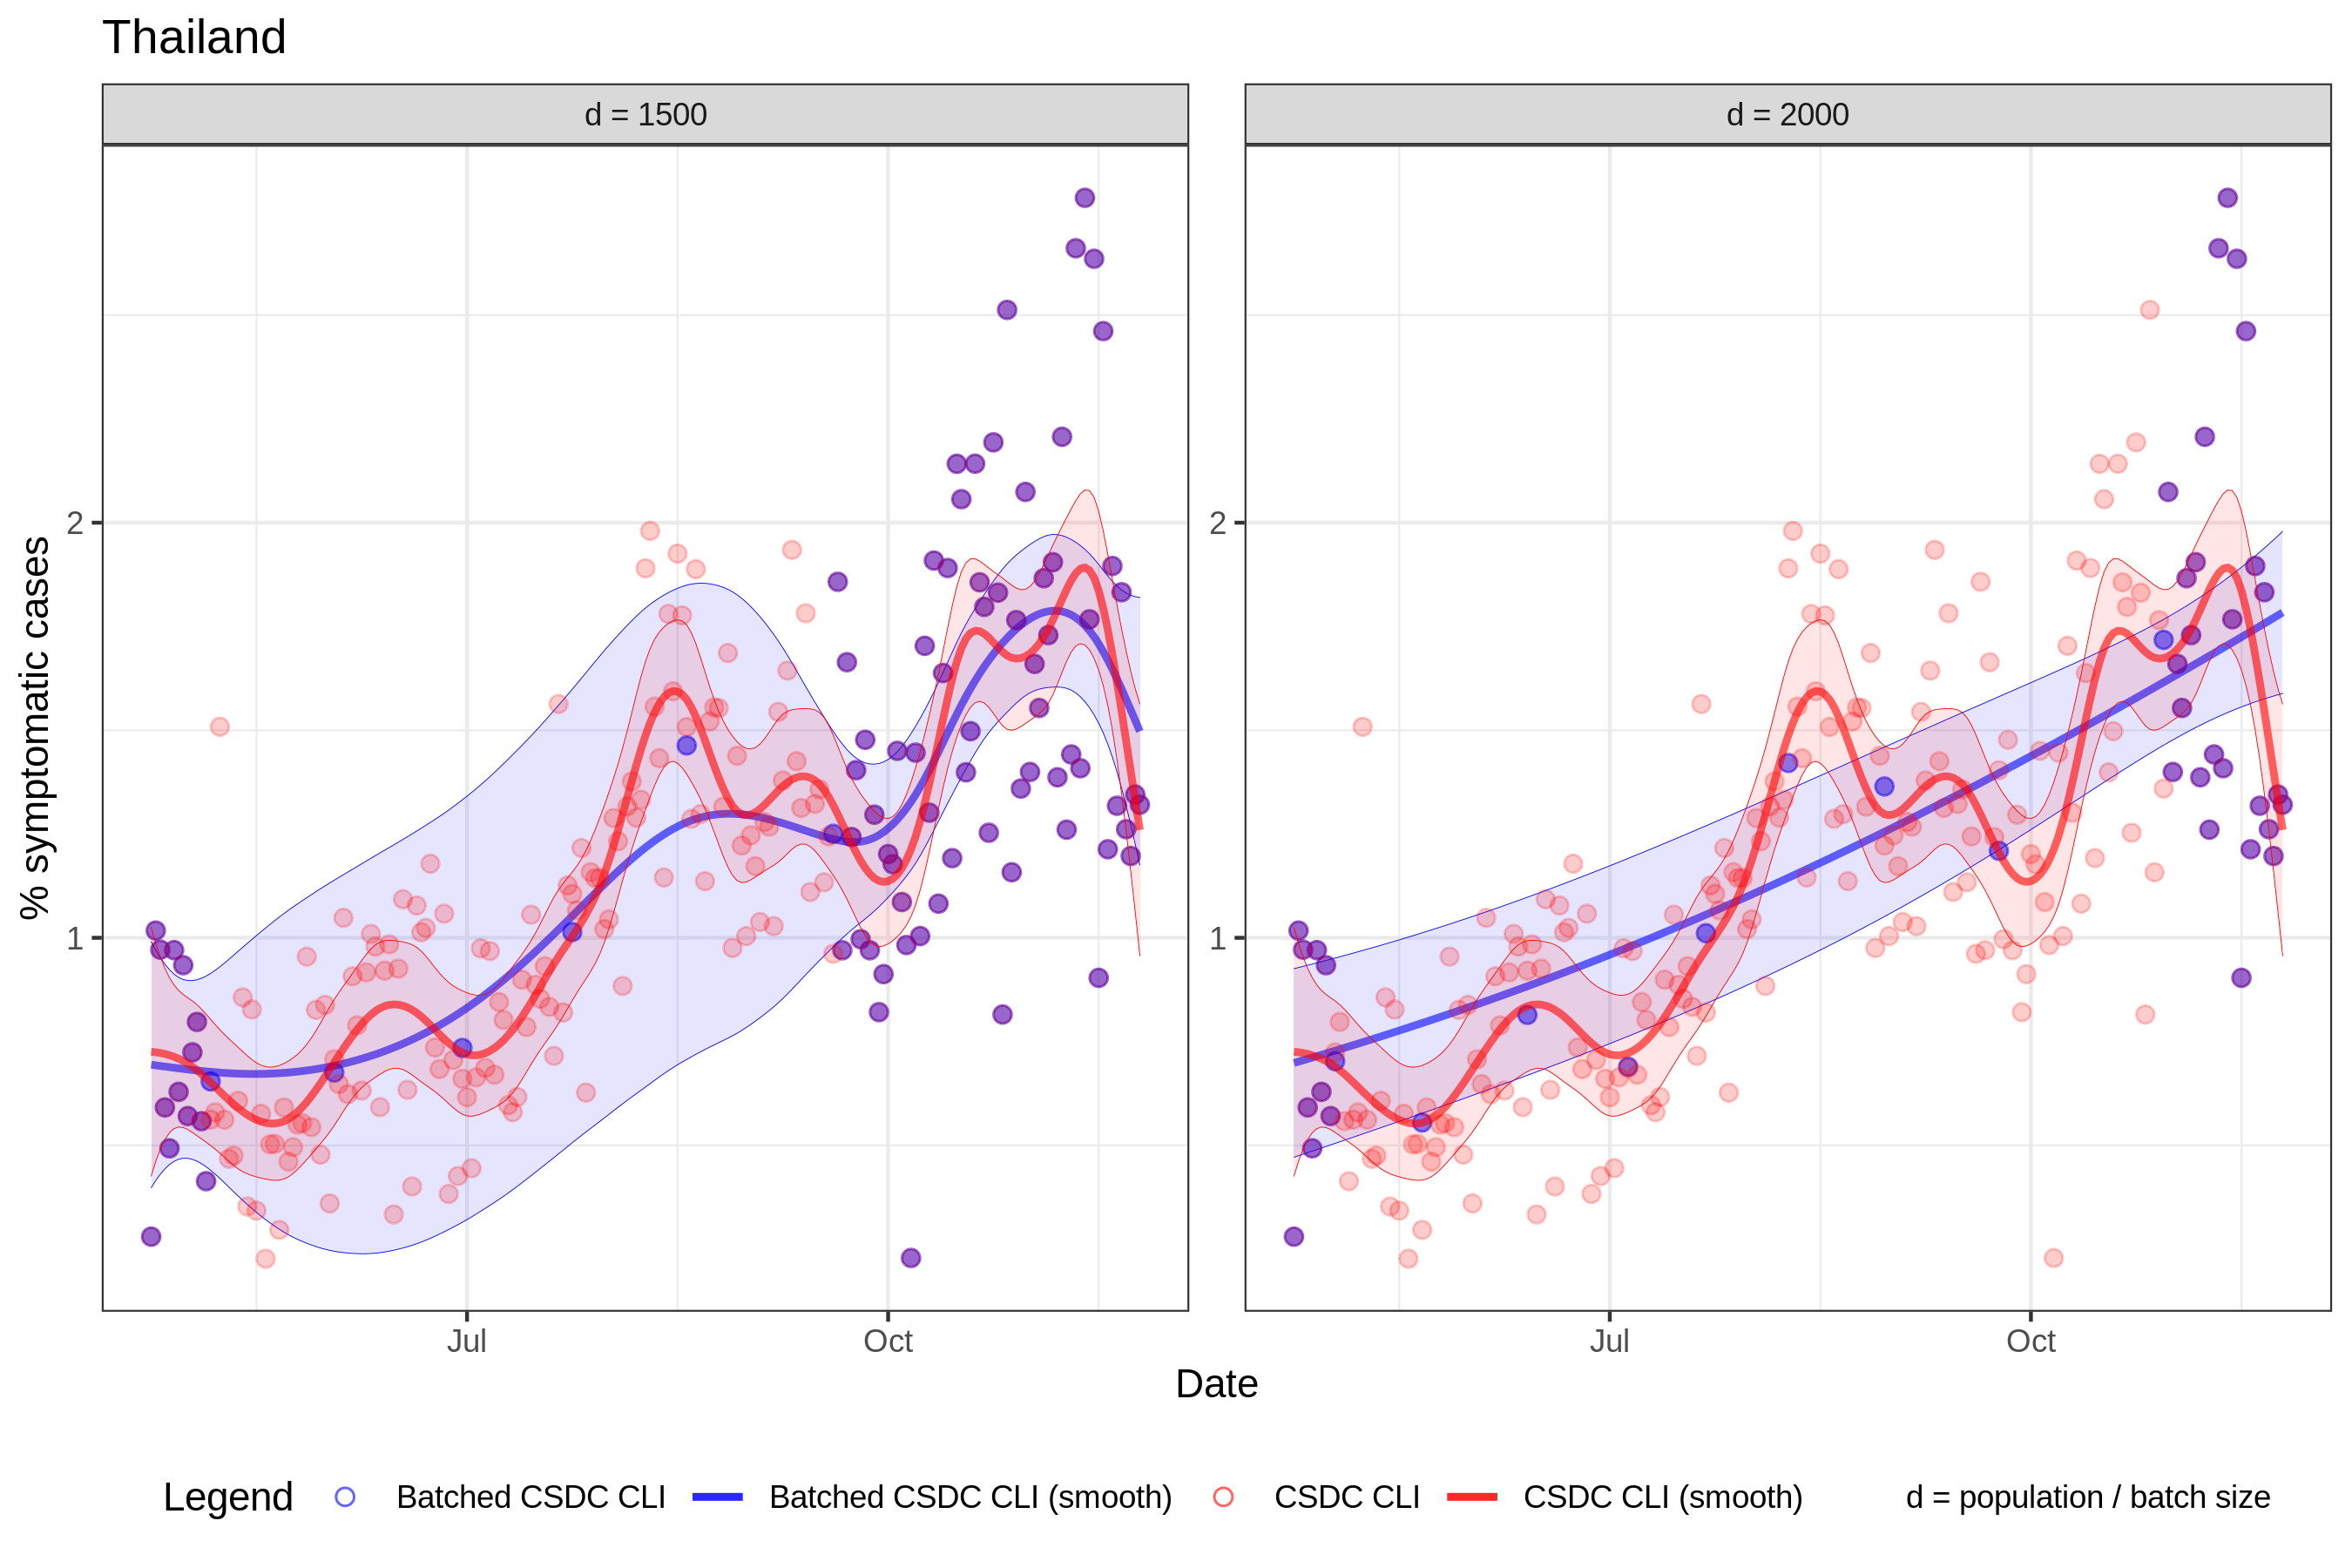 Thailand
d = 1500
d = 2000
% symptomatic cases
2
1
2
1
Jul
Oct
Jul
Oct
Date
Legend
Batched CSDC CLI
Batched CSDC CLI (smooth)
CSDC CLI
CSDC CLI (smooth)
d = population / batch size